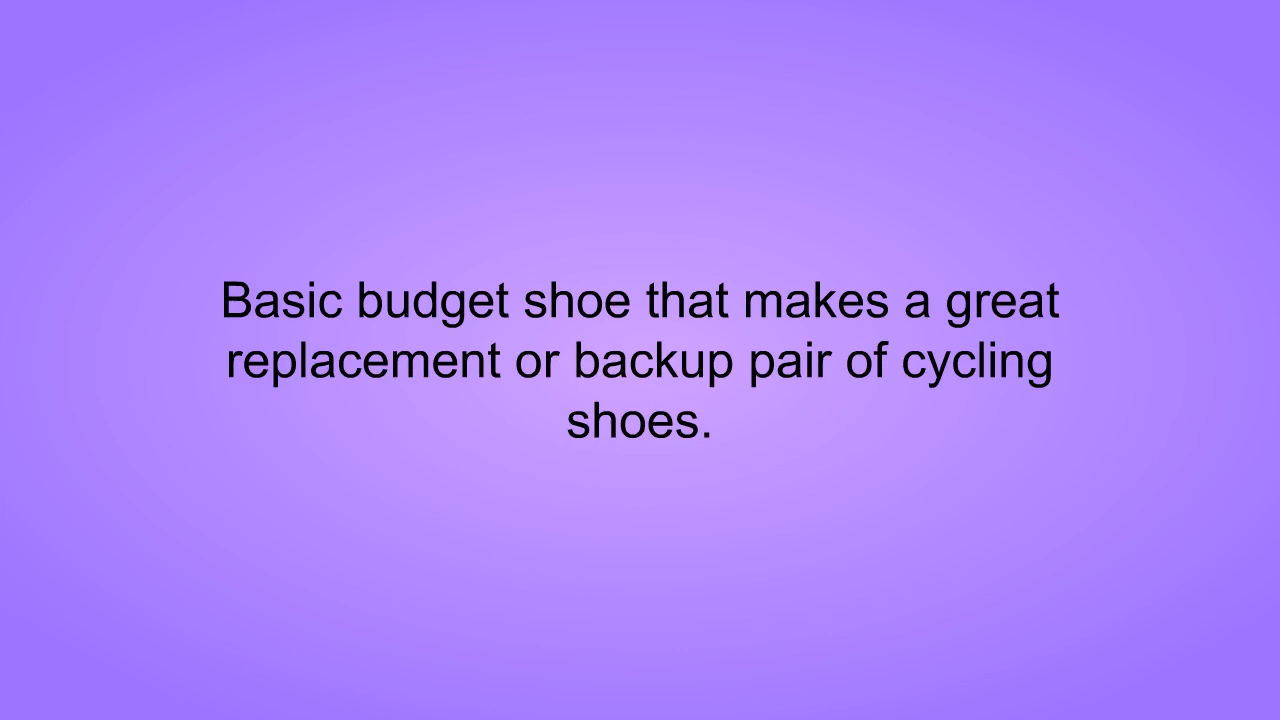 Basic budget shoe that makes a great
replacement or backup pair of cycling
shoes.